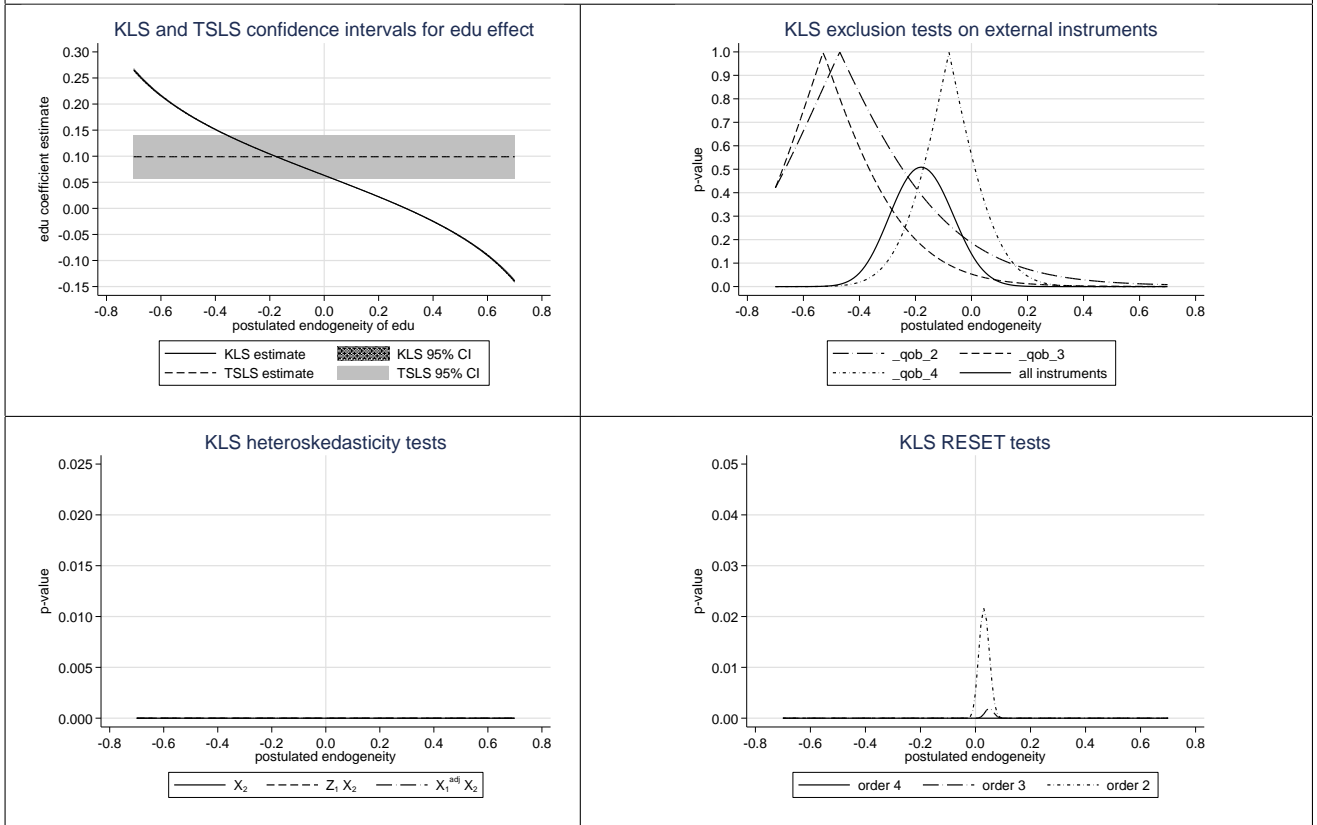 KLS and TSLS confidence intervals for edu effect
edu coefficient estimate
0.30
0.25
0.20
0.15
0.10
0.05
0.00
-0.05
-0.10
-0.15
-0.8 -0.6 -0.4 -0.2 0.0 0.2 0.4 0.6 0.8
postulated endogeneity of edu
KLS estimate KLS 95% CI
TSLS estimate TSLS 95% CI
KLS exclusion tests on external instruments
p-value
1.0
0.9
0.8
0.7
0.6
0.5
0.4
0.3
0.2
0.1
0.0
-0.8 -0.6 -0.4 -0.2 0.0 0.2 0.4 0.6 0.8
postulated endogeneity
_qob_2 _qob_3
_qob_4 all instruments
KLS heteroskedasticity tests
p-value
0.025
0.020
0.015
0.010
0.005
0.000
-0.8 -0.6 -0.4 -0.2 0.0 0.2 0.4 0.6 0.8
postulated endogeneity
X₂ Z₁ X₂ X₁ᵃᵈʲ X₂
KLS RESET tests
p-value
0.05
0.04
0.03
0.02
0.01
0.00
-0.8 -0.6 -0.4 -0.2 0.0 0.2 0.4 0.6 0.8
postulated endogeneity
order 4 order 3 order 2